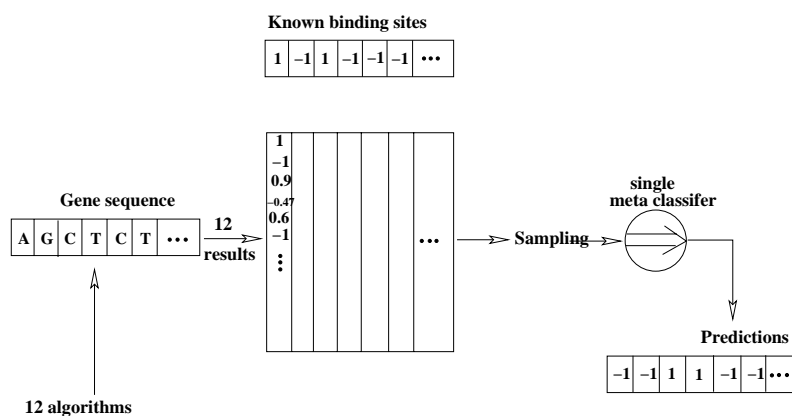 Known binding sites
1 −1 1 −1 −1 −1 •••
1
−1
0.9
−0.47
0.6
−1
⋮
•••
Gene sequence
A G C T C T •••
12
results
12 algorithms
Sampling
single
meta classifer
Predictions
−1 −1 1 1 −1 −1 •••